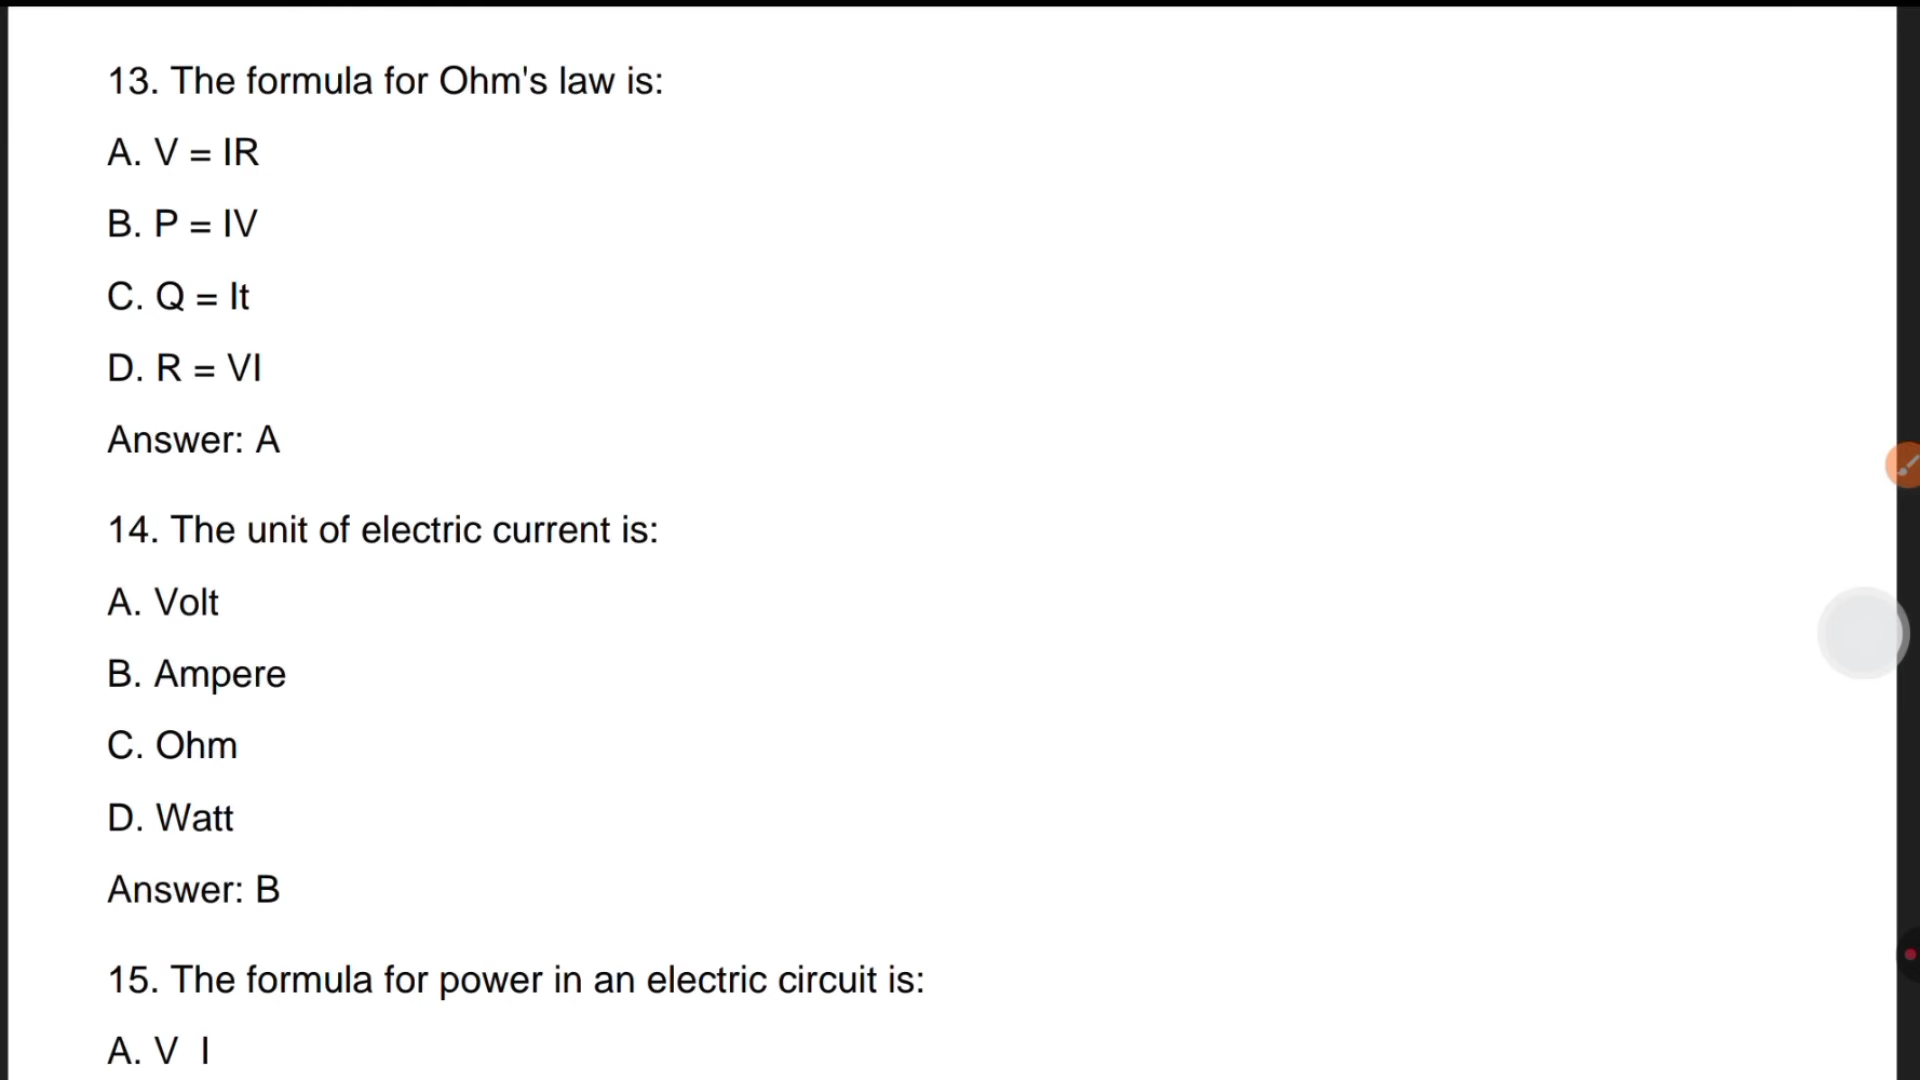 13. The formula for Ohm's law is:
A. V = IR
B. P = IV
C. Q = It
D. R = VI
Answer: A
14. The unit of electric current is:
A. Volt
B. Ampere
C. Ohm
D. Watt
Answer: B
15. The formula for power in an electric circuit is:
A. V I